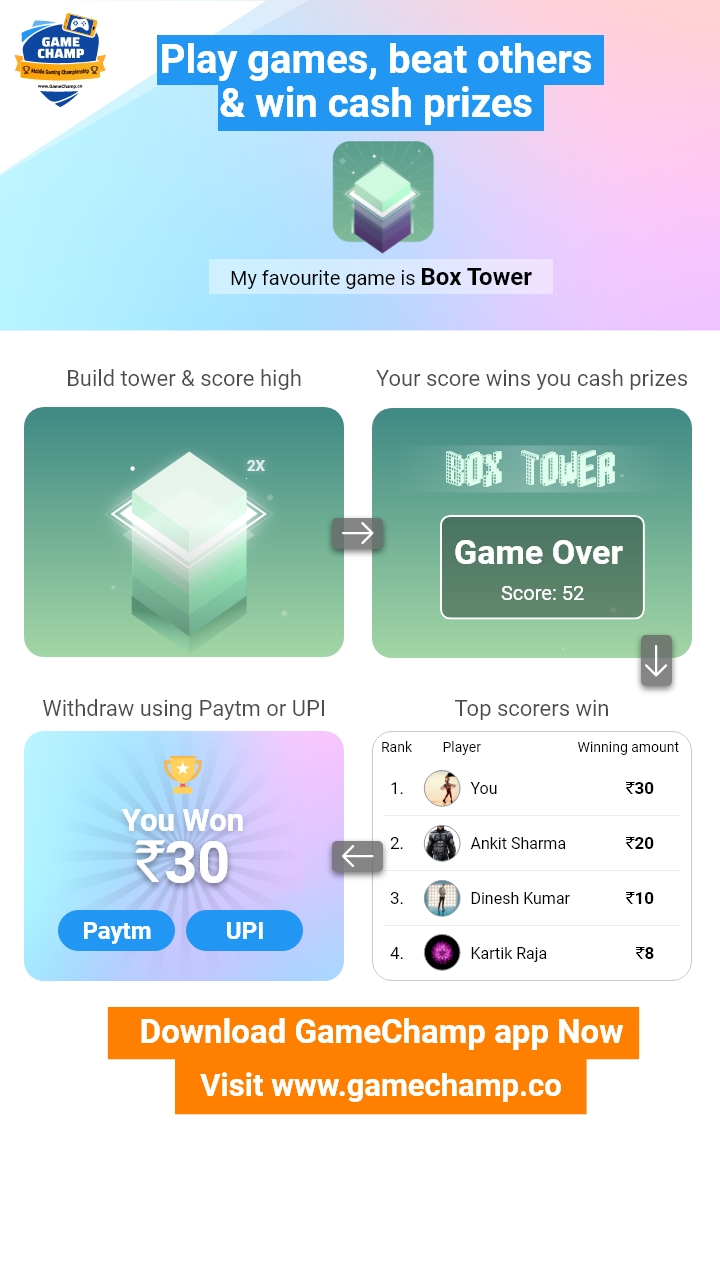 GAME
CHAMP
Mobile Gaming Championship
www.GameChamp.co
Play games, beat others
& win cash prizes
My favourite game is Box Tower
Build tower & score high
2X
Your score wins you cash prizes
BOX TOWER
Game Over
Score: 52
Withdraw using Paytm or UPI
You Won
₹30
Paytm
UPI
Top scorers win
Rank Player Winning amount
1. You ₹30
2. Ankit Sharma ₹20
3. Dinesh Kumar ₹10
4. Kartik Raja ₹8
Download GameChamp app Now
Visit www.gamechamp.co